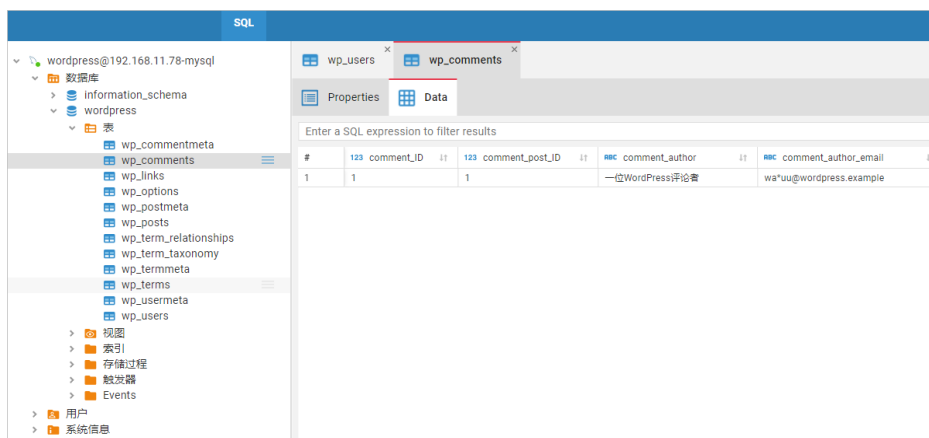 SQL
wordpress@192.168.11.78-mysql
数据库
information_schema
wordpress
表
wp_commentmeta
wp_comments
wp_links
wp_options
wp_postmeta
wp_posts
wp_term_relationships
wp_term_taxonomy
wp_termmeta
wp_terms
wp_usermeta
wp_users
视图
索引
存储过程
触发器
Events
用户
系统信息
wp_users × wp_comments ×
Properties Data
Enter a SQL expression to filter results
# 123 comment_ID 123 comment_post_ID ABC comment_author ABC comment_author_email
1 1 1 一位WordPress评论者 wa*uu@wordpress.example